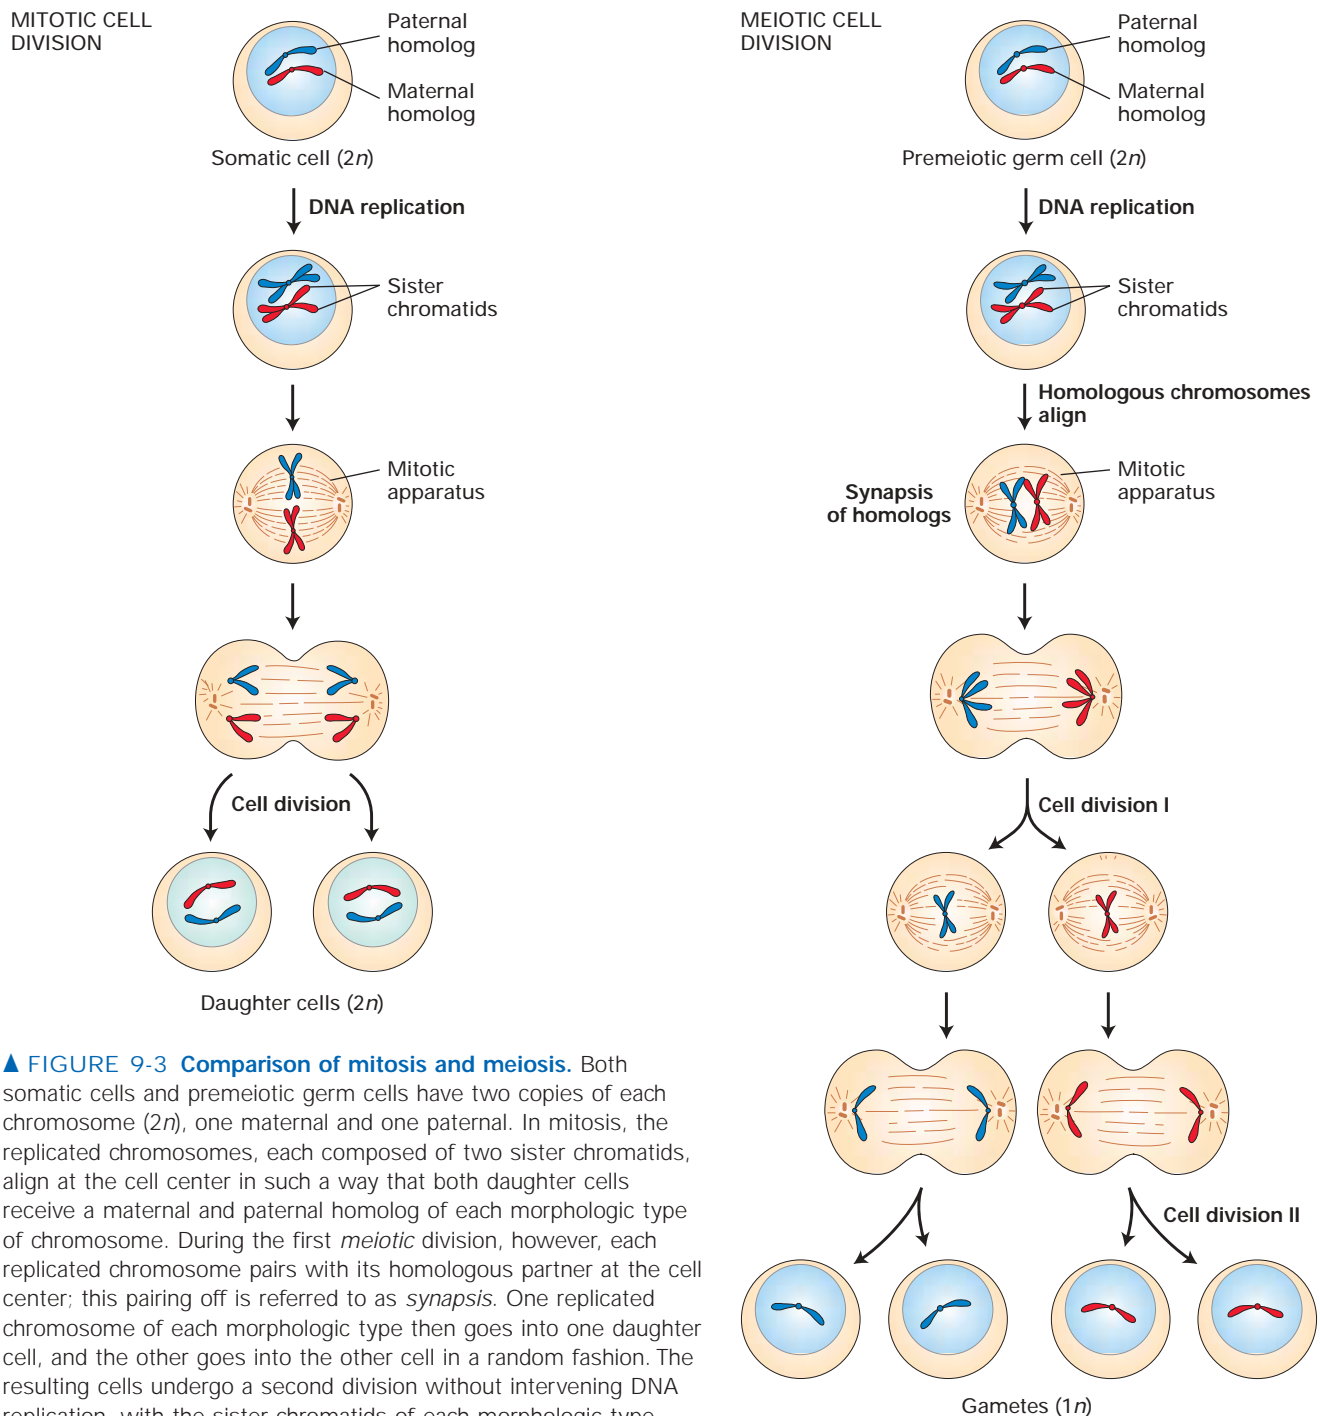 MITOTIC CELL
DIVISION
Paternal
homolog
Maternal
homolog
Somatic cell (2n)
DNA replication
Sister
chromatids
Mitotic
apparatus
Cell division
Daughter cells (2n)
MEIOTIC CELL
DIVISION
Paternal
homolog
Maternal
homolog
Premeiotic germ cell (2n)
DNA replication
Sister
chromatids
Homologous chromosomes
align
Synapsis
of homologs
Mitotic
apparatus
Cell division I
Cell division II
Gametes (1n)
▲ FIGURE 9-3 Comparison of mitosis and meiosis. Both
somatic cells and premeiotic germ cells have two copies of each
chromosome (2n), one maternal and one paternal. In mitosis, the
replicated chromosomes, each composed of two sister chromatids,
align at the cell center in such a way that both daughter cells
receive a maternal and paternal homolog of each morphologic type
of chromosome. During the first meiotic division, however, each
replicated chromosome pairs with its homologous partner at the cell
center; this pairing off is referred to as synapsis. One replicated
chromosome of each morphologic type then goes into one daughter
cell, and the other goes into the other cell in a random fashion. The
resulting cells undergo a second division without intervening DNA
replication, with the sister chromatids of each morphologic type